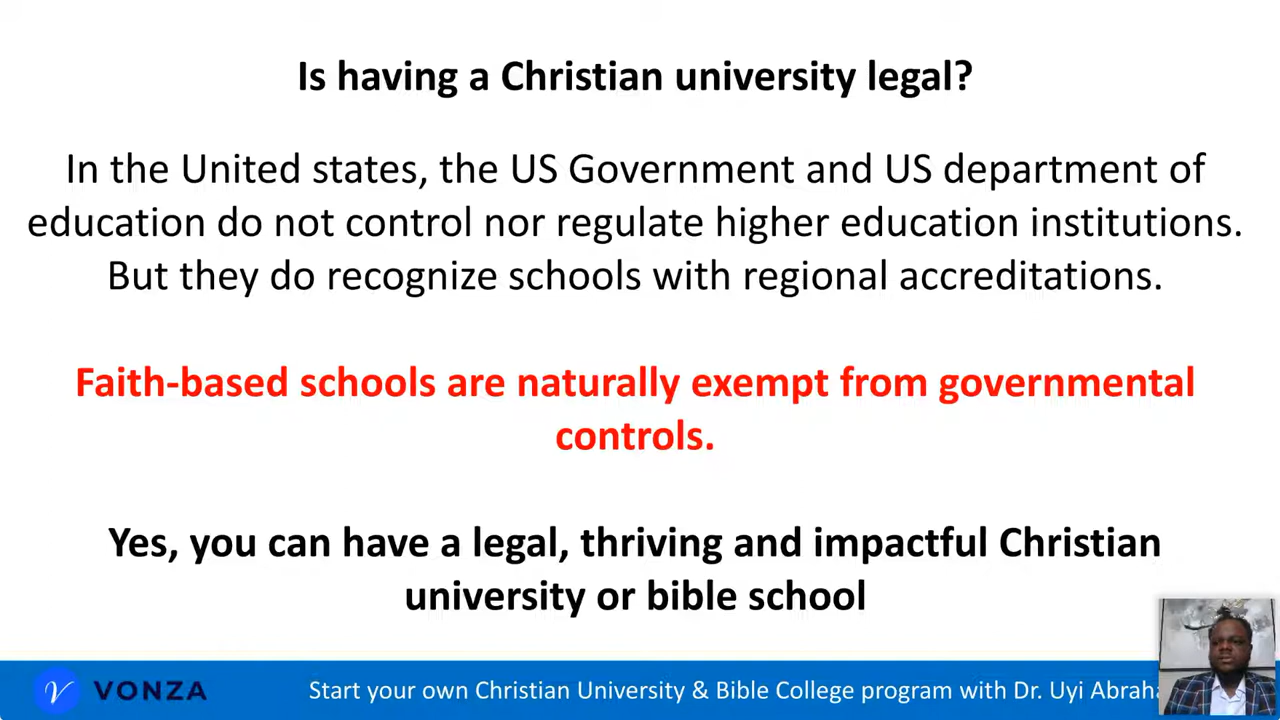 Is having a Christian university legal?
In the United states, the US Government and US department of
education do not control nor regulate higher education institutions.
But they do recognize schools with regional accreditations.
Faith-based schools are naturally exempt from governmental
controls.
Yes, you can have a legal, thriving and impactful Christian
university or bible school
VONZA
Start your own Christian University & Bible College program with Dr. Uyi Abraha